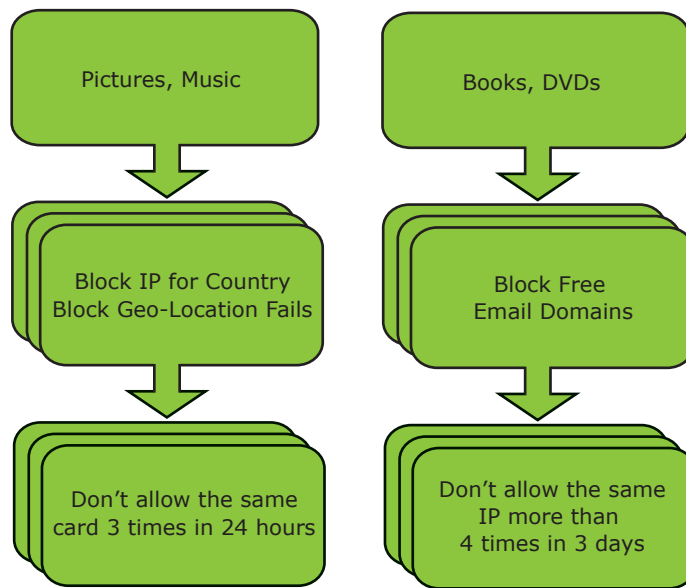 Pictures, Music
Block IP for Country
Block Geo-Location Fails
Don’t allow the same
card 3 times in 24 hours
Books, DVDs
Block Free
Email Domains
Don’t allow the same
IP more than
4 times in 3 days